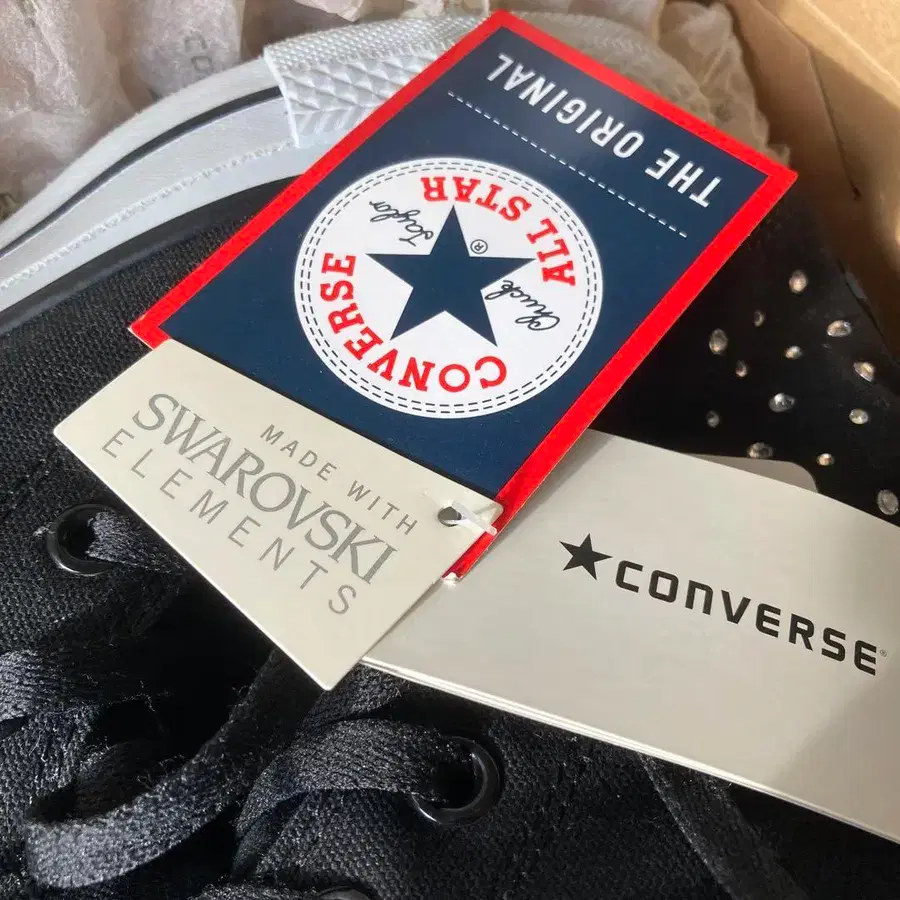 THE ORIGINAL
CONVERSE
ALL STAR
Chuck Taylor
®
MADE WITH
SWAROVSKI
ELEMENTS
CONVERSE®